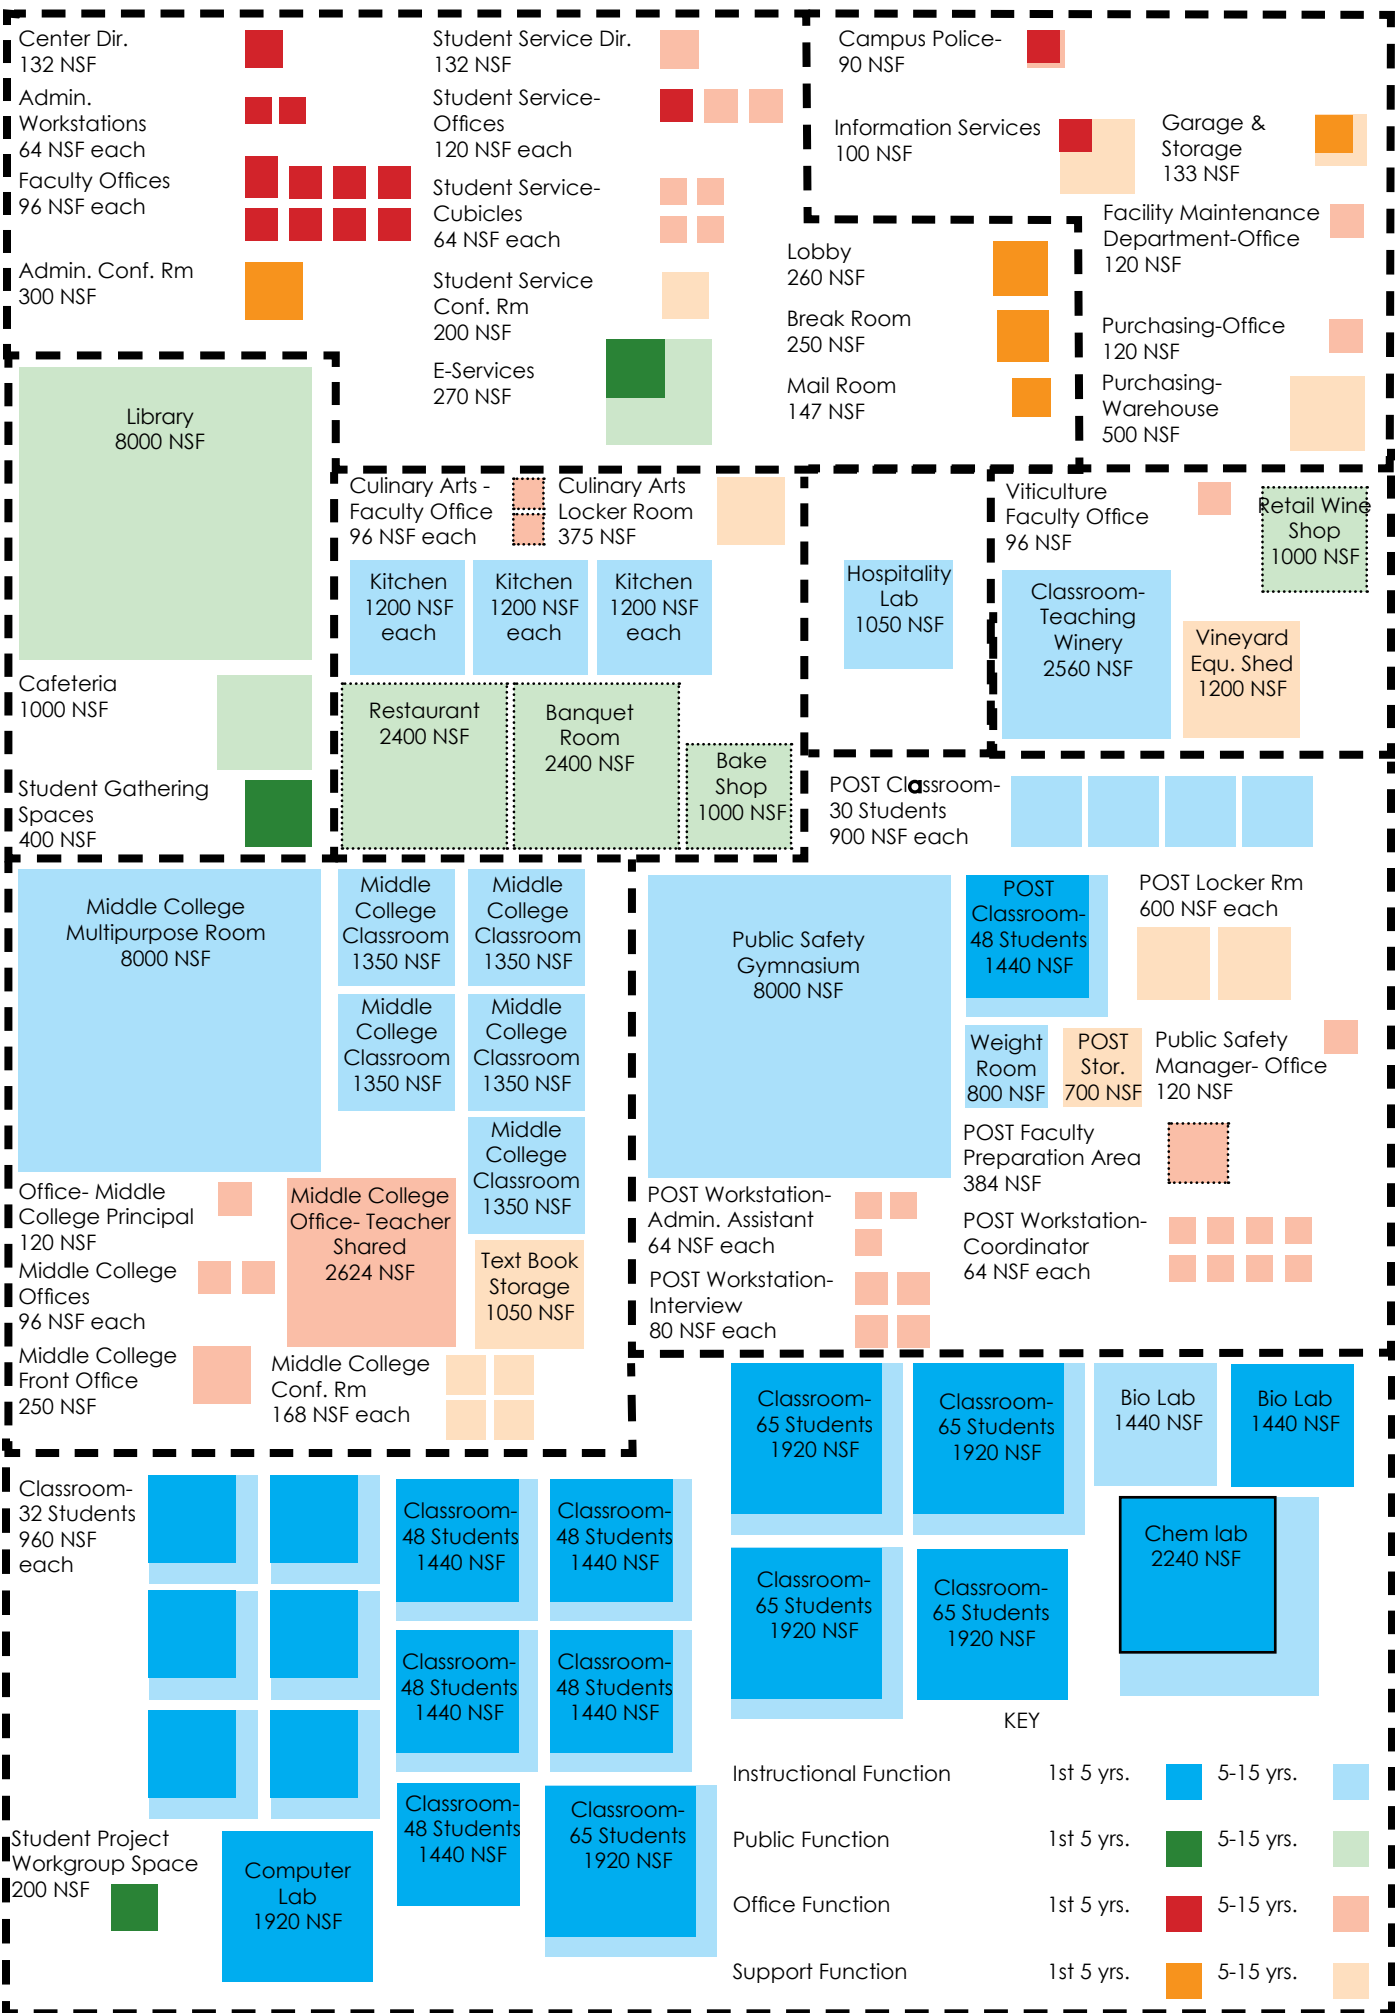 Center Dir.
132 NSF
Admin.
Workstations
64 NSF each
Faculty Offices
96 NSF each
Admin. Conf. Rm
300 NSF
Student Service Dir.
132 NSF
Student Service-
Offices
120 NSF each
Student Service-
Cubicles
64 NSF each
Student Service
Conf. Rm
200 NSF
E-Services
270 NSF
Campus Police-
90 NSF
Information Services
100 NSF
Garage &
Storage
133 NSF
Facility Maintenance
Department-Office
120 NSF
Lobby
260 NSF
Break Room
250 NSF
Mail Room
147 NSF
Purchasing-Office
120 NSF
Purchasing-
Warehouse
500 NSF
Library
8000 NSF
Cafeteria
1000 NSF
Student Gathering
Spaces
400 NSF
Culinary Arts -
Faculty Office
96 NSF each
Culinary Arts
Locker Room
375 NSF
Kitchen
1200 NSF
each
Kitchen
1200 NSF
each
Kitchen
1200 NSF
each
Restaurant
2400 NSF
Banquet
Room
2400 NSF
Bake
Shop
1000 NSF
Hospitality
Lab
1050 NSF
Viticulture
Faculty Office
96 NSF
Retail Wine
Shop
1000 NSF
Classroom-
Teaching
Winery
2560 NSF
Vineyard
Equ. Shed
1200 NSF
POST Classroom-
30 Students
900 NSF each
Middle College
Multipurpose Room
8000 NSF
Middle
College
Classroom
1350 NSF
Middle
College
Classroom
1350 NSF
Middle
College
Classroom
1350 NSF
Middle
College
Classroom
1350 NSF
Middle
College
Classroom
1350 NSF
Office- Middle
College Principal
120 NSF
Middle College
Offices
96 NSF each
Middle College
Front Office
250 NSF
Middle College
Office- Teacher
Shared
2624 NSF
Text Book
Storage
1050 NSF
Middle College
Conf. Rm
168 NSF each
Public Safety
Gymnasium
8000 NSF
POST
Classroom-
48 Students
1440 NSF
POST Locker Rm
600 NSF each
Weight
Room
800 NSF
POST
Stor.
700 NSF
Public Safety
Manager- Office
120 NSF
POST Faculty
Preparation Area
384 NSF
POST Workstation-
Admin. Assistant
64 NSF each
POST Workstation-
Interview
80 NSF each
POST Workstation-
Coordinator
64 NSF each
Classroom-
65 Students
1920 NSF
Classroom-
65 Students
1920 NSF
Bio Lab
1440 NSF
Bio Lab
1440 NSF
Classroom-
32 Students
960 NSF
each
Classroom-
48 Students
1440 NSF
Classroom-
48 Students
1440 NSF
Classroom-
48 Students
1440 NSF
Classroom-
48 Students
1440 NSF
Classroom-
65 Students
1920 NSF
Classroom-
65 Students
1920 NSF
Chem lab
2240 NSF
Classroom-
48 Students
1440 NSF
Classroom-
65 Students
1920 NSF
Student Project
Workgroup Space
200 NSF
Computer
Lab
1920 NSF
KEY
Instructional Function 1st 5 yrs. 5-15 yrs.
Public Function 1st 5 yrs. 5-15 yrs.
Office Function 1st 5 yrs. 5-15 yrs.
Support Function 1st 5 yrs. 5-15 yrs.